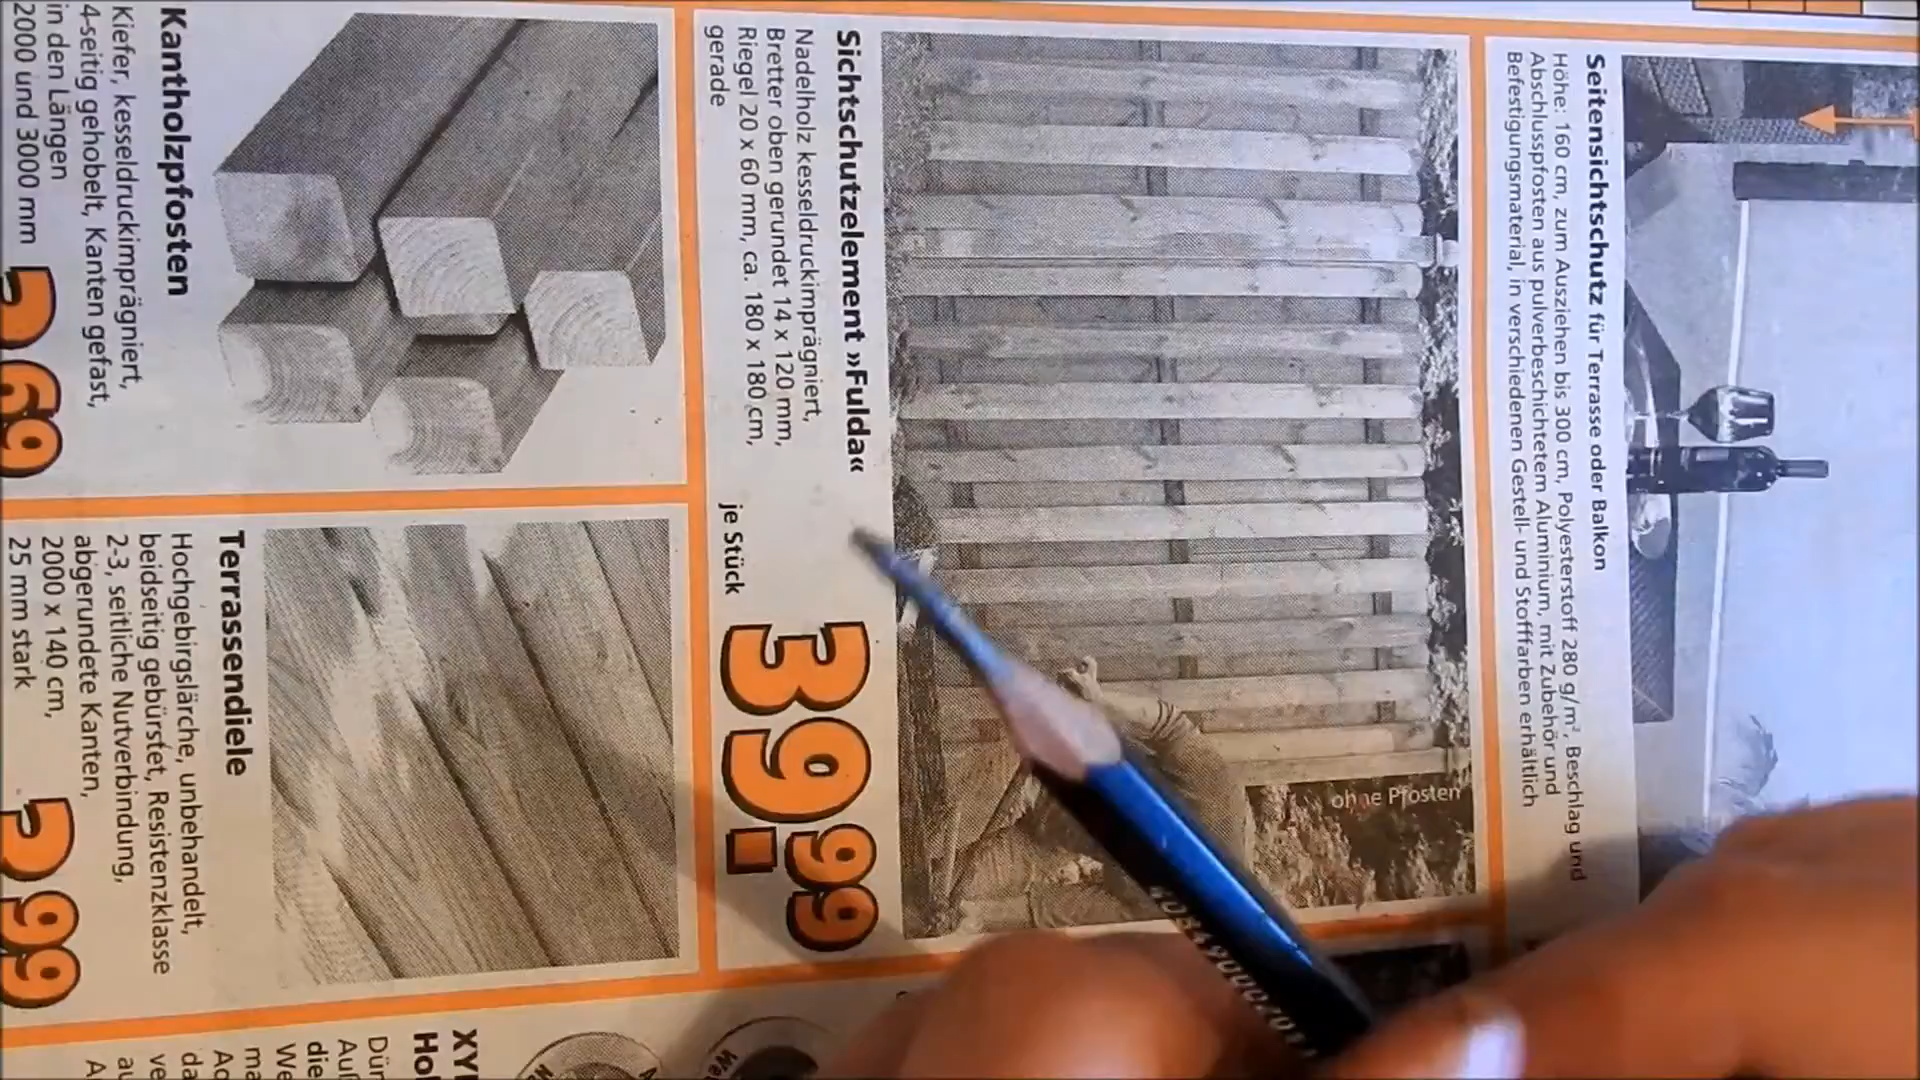 Seitensichtschutz für Terrasse oder Balkon
Höhe: 160 cm, zum Ausziehen bis 300 cm, Polyesterstoff 280 g/m², Beschlag und
Abschlusspfosten aus pulverbeschichtetem Aluminium, mit Zubehör und
Befestigungsmaterial, in verschiedenen Gestell- und Stofffarben erhältlich
ohne Pfosten
Sichtschutzelement »Fulda«
Nadelholz kesseldruckimprägniert,
Bretter oben gerundet 14 x 120 mm,
Riegel 20 x 60 mm, ca. 180 x 180 cm,
gerade
je Stück
39.99
Kantholzpfosten
Kiefer, kesseldruckimprägniert,
4-seitig gehobelt, Kanten gefast,
in den Längen
2000 und 3000 mm
69
Terrassendiele
Hochgebirgslärche, unbehandelt,
beidseitig gebürstet, Resistenzklasse
2-3, seitliche Nutverbindung,
abgerundete Kanten,
2000 x 140 cm,
25 mm stark
99